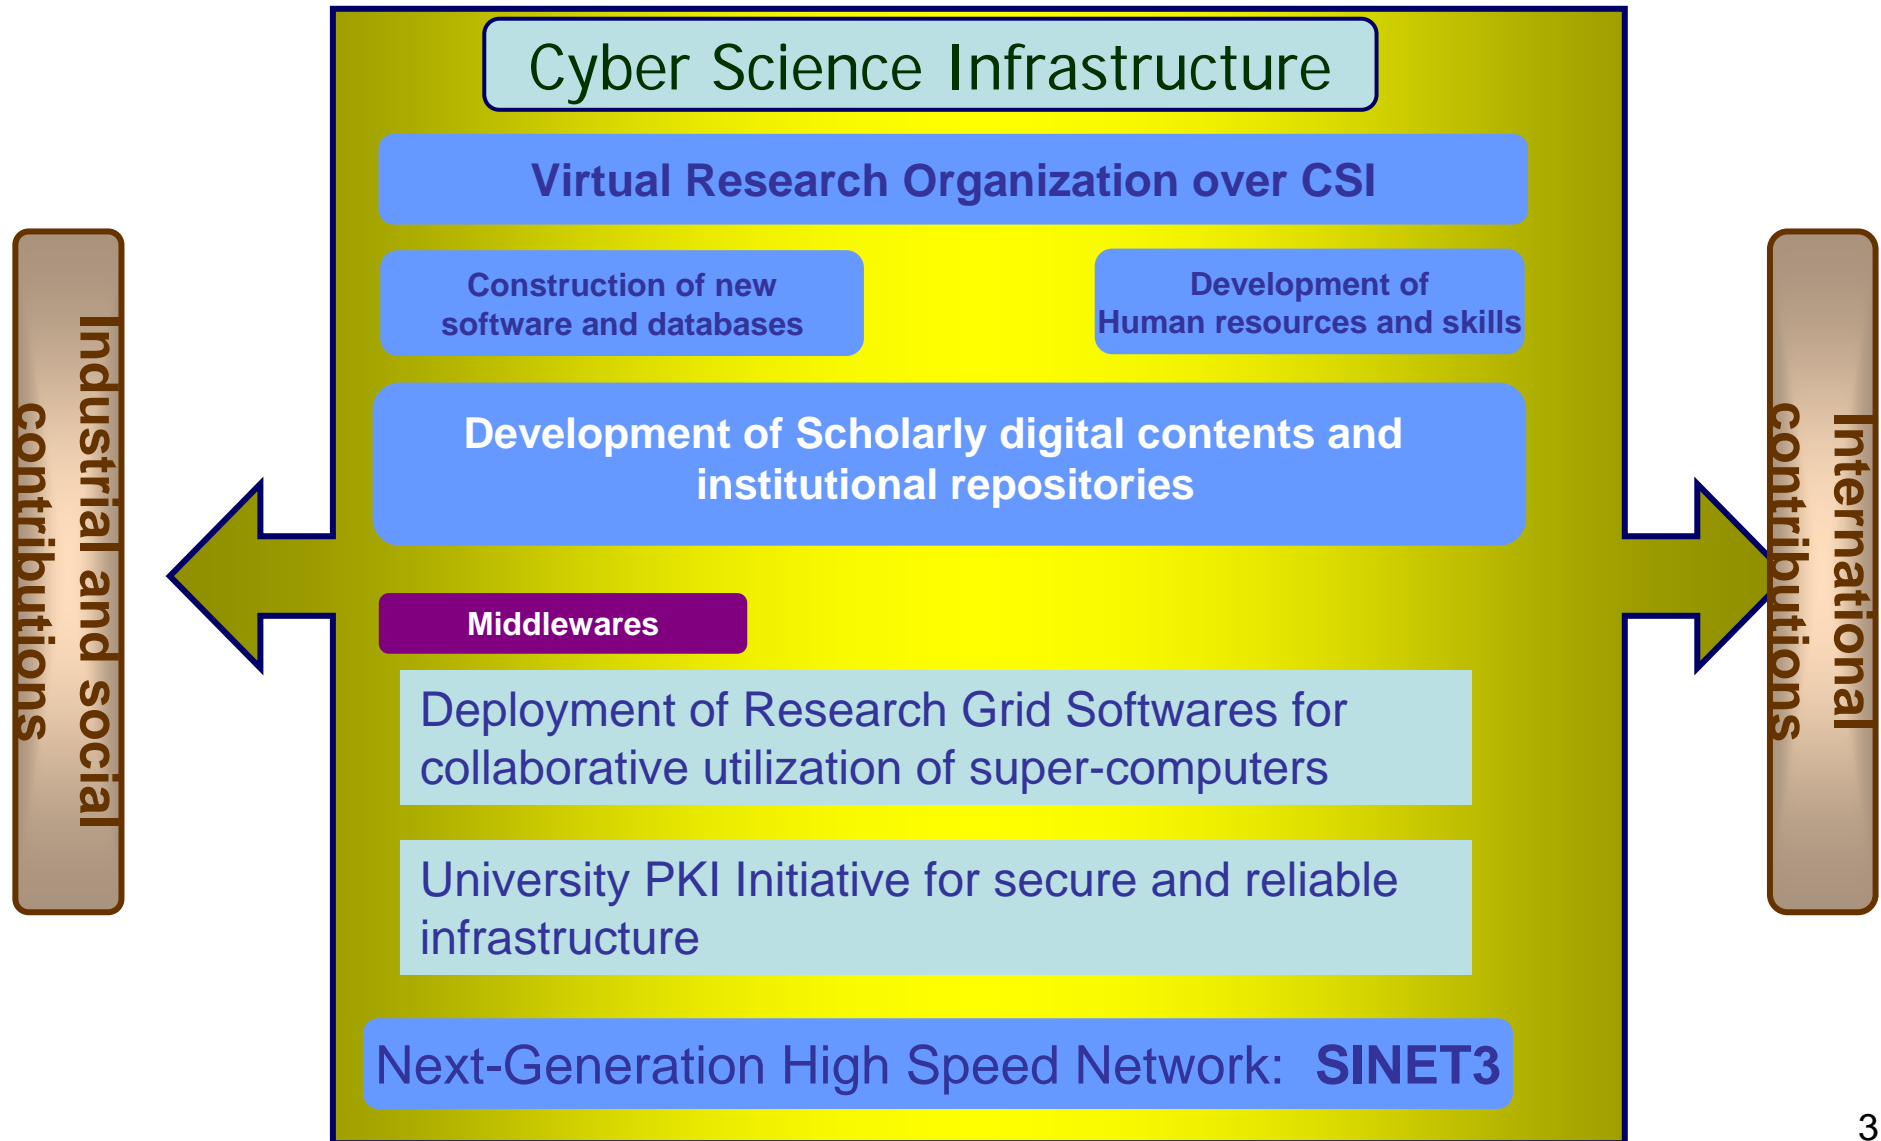 Cyber Science Infrastructure
Virtual Research Organization over CSI
Construction of new
software and databases
Development of
Human resources and skills
Development of Scholarly digital contents and
institutional repositories
Middlewares
Deployment of Research Grid Softwares for
collaborative utilization of super-computers
University PKI Initiative for secure and reliable
infrastructure
Next-Generation High Speed Network: SINET3
Industrial and social
contributions
International
contributions
3